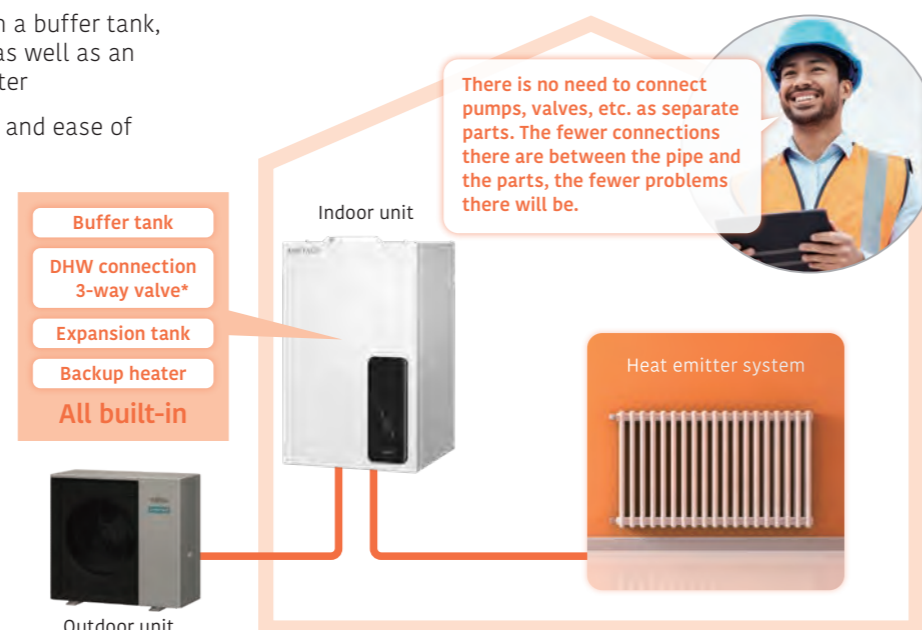 n a buffer tank,
as well as an
ter
and ease of
There is no need to connect
pumps, valves, etc. as separate
parts. The fewer connections
there are between the pipe and
the parts, the fewer problems
there will be.
Buffer tank
DHW connection
3-way valve*
Expansion tank
Backup heater
All built-in
Indoor unit
Heat emitter system
Outdoor unit